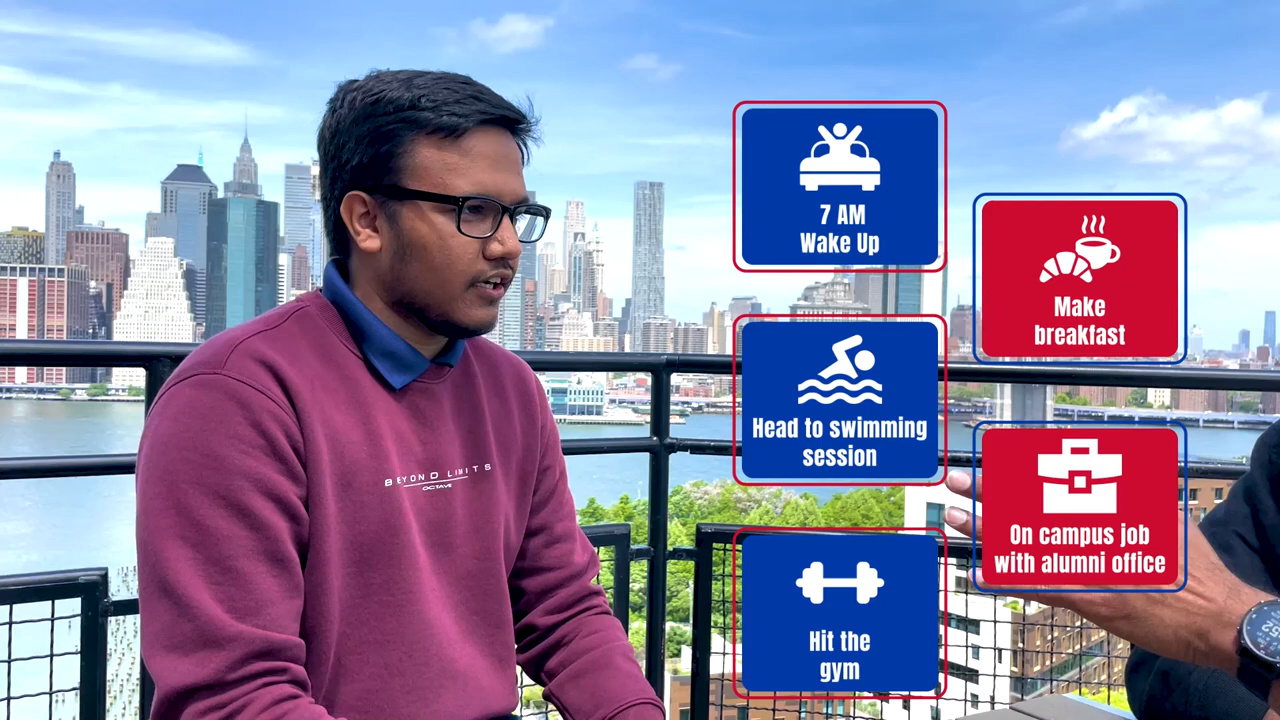 7 AM
Wake Up
Make
breakfast
Head to swimming
session
On campus job
with alumni office
Hit the
gym
BEYOND LIMITS
OCTAVE